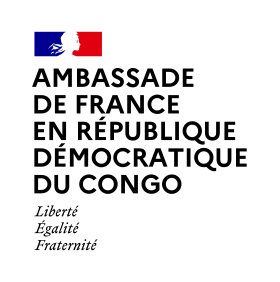 AMBASSADE
DE FRANCE
EN RÉPUBLIQUE
DÉMOCRATIQUE
DU CONGO
Liberté
Égalité
Fraternité